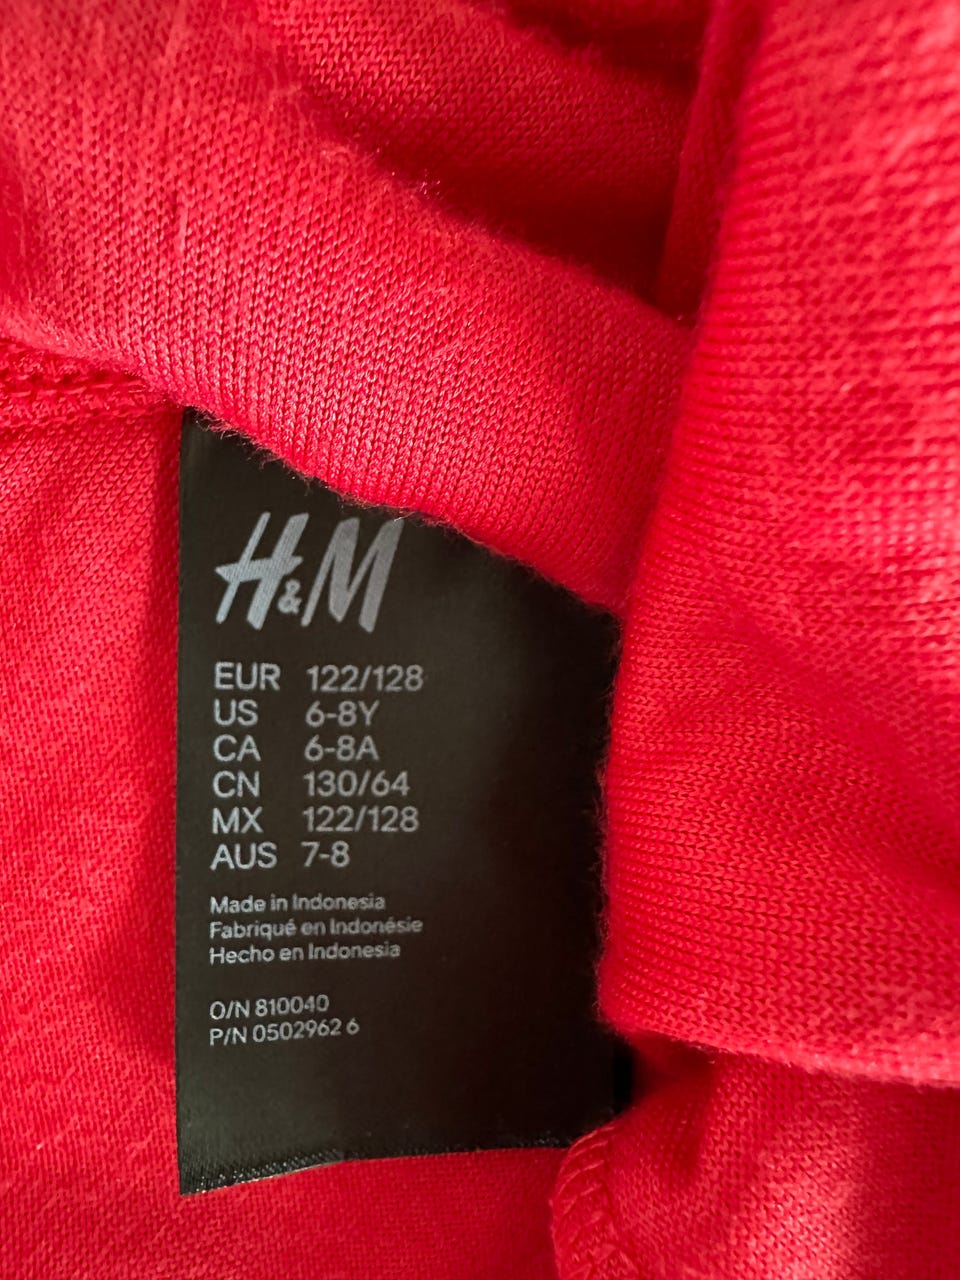 H&M
EUR 122/128
US 6-8Y
CA 6-8A
CN 130/64
MX 122/128
AUS 7-8
Made in Indonesia
Fabriqué en Indonésie
Hecho en Indonesia
O/N 810040
P/N 0502962 6